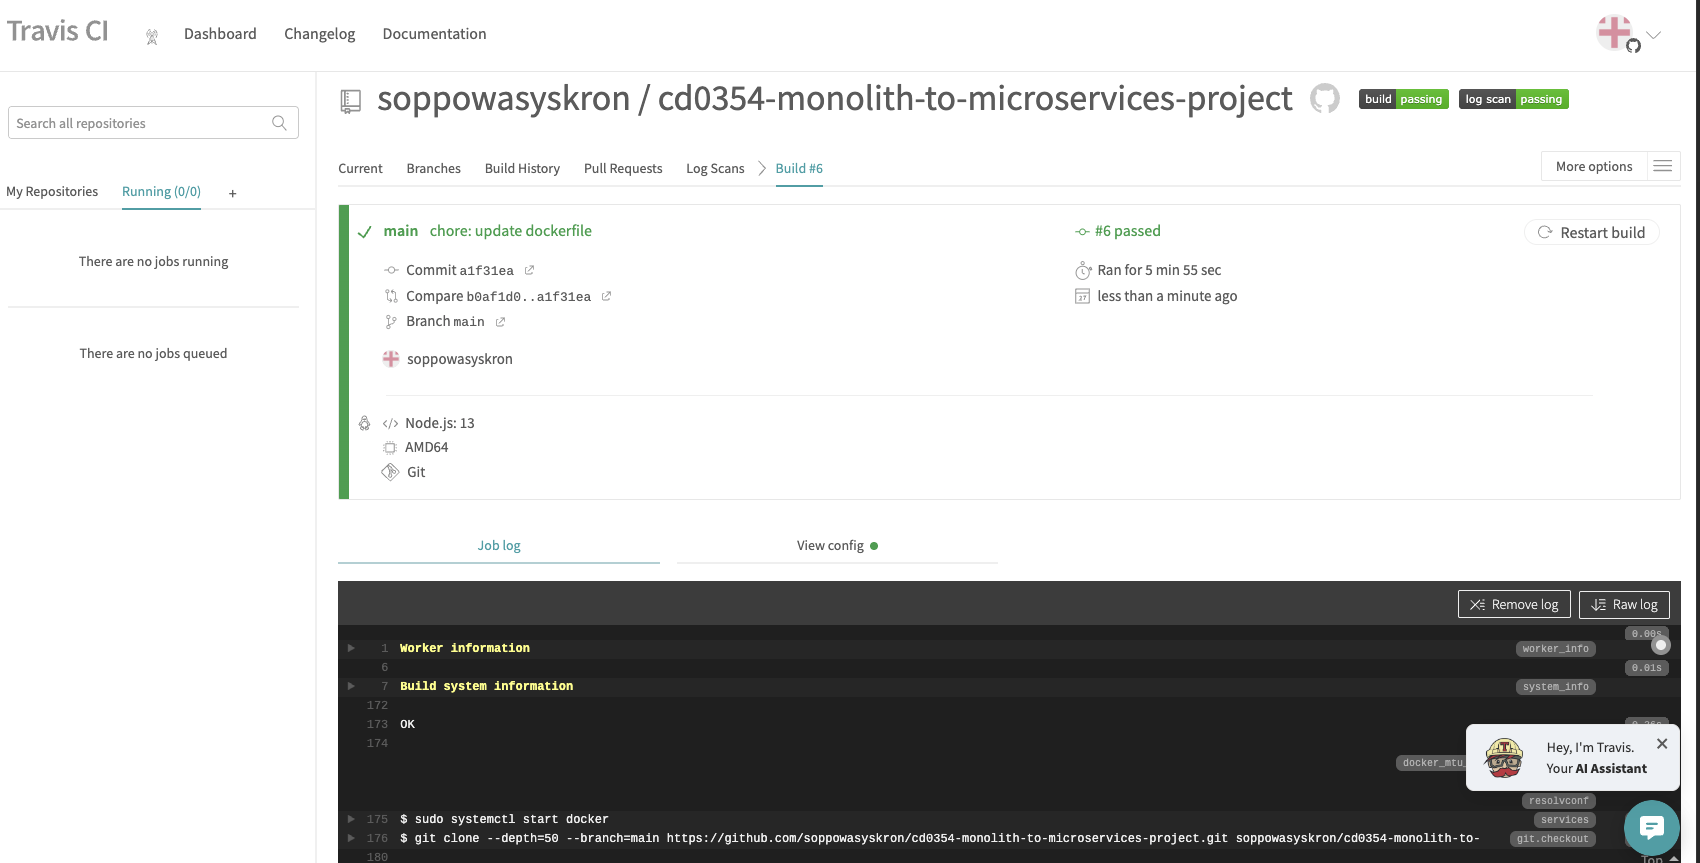 Travis CI
Dashboard
Changelog
Documentation
Search all repositories
My Repositories
Running (0/0)
+
There are no jobs running
There are no jobs queued
soppowasyskron / cd0354-monolith-to-microservices-project
build passing
log scan passing
Current
Branches
Build History
Pull Requests
Log Scans
Build #6
More options
main chore: update dockerfile
#6 passed
Restart build
Commit a1f31ea
Ran for 5 min 55 sec
Compare b0af1d0..a1f31ea
less than a minute ago
Branch main
soppowasyskron
Node.js: 13
AMD64
Git
Job log
View config
Remove log
Raw log
0.00s
1 Worker information worker_info
6 0.01s
7 Build system information system_info
172
173 OK
174
docker_mtu_
resolvconf
175 $ sudo systemctl start docker services
176 $ git clone --depth=50 --branch=main https://github.com/soppowasyskron/cd0354-monolith-to-microservices-project.git soppowasyskron/cd0354-monolith-to- git.checkout
180
Hey, I'm Travis.
Your AI Assistant
Top